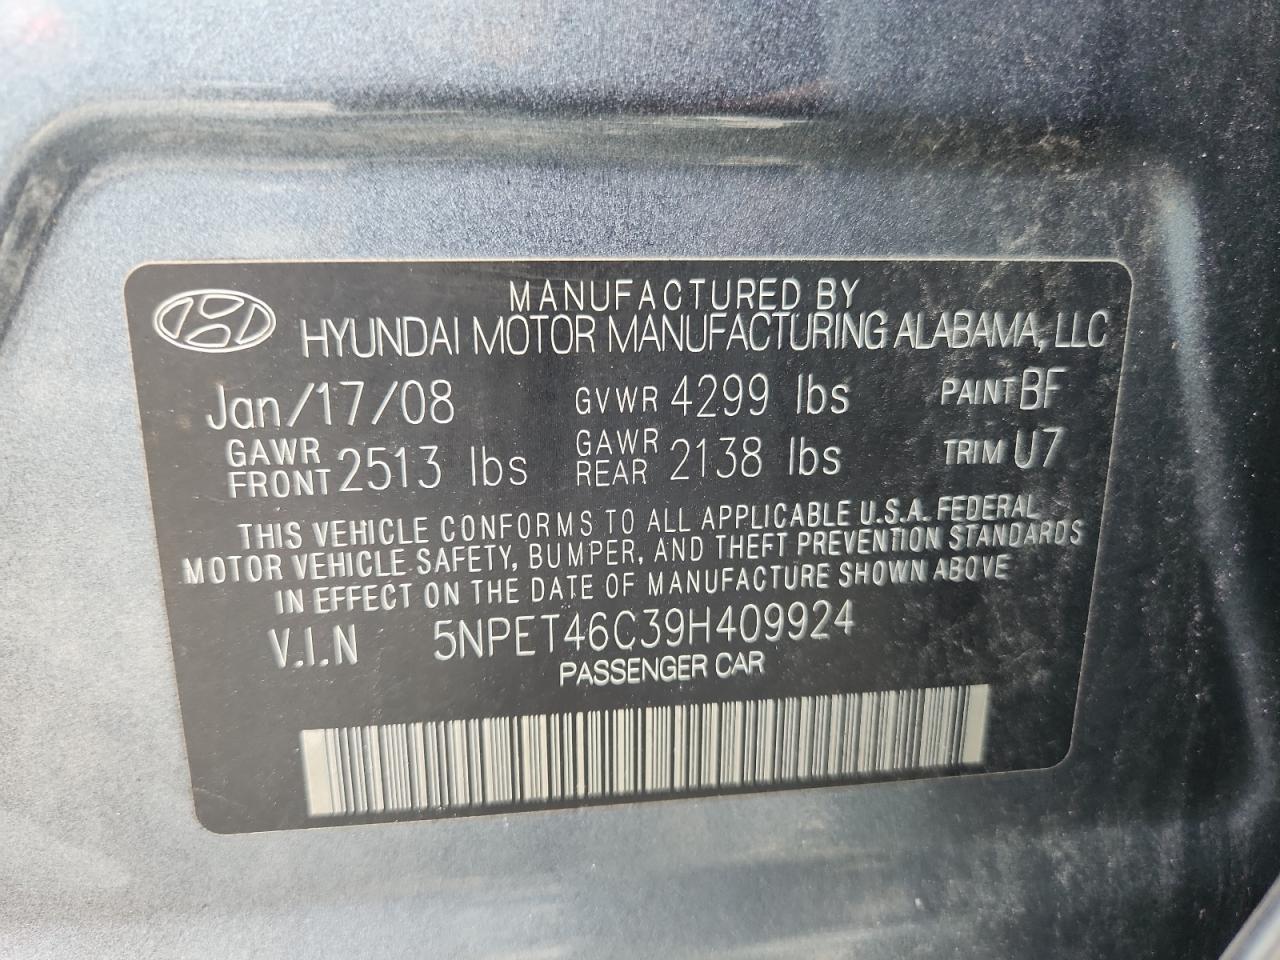 MANUFACTURED BY
HYUNDAI MOTOR MANUFACTURING ALABAMA, LLC
Jan/17/08 GVWR 4299 lbs PAINT BF
GAWR FRONT 2513 lbs GAWR REAR 2138 lbs TRIM U7
THIS VEHICLE CONFORMS TO ALL APPLICABLE U.S.A. FEDERAL
MOTOR VEHICLE SAFETY, BUMPER, AND THEFT PREVENTION STANDARDS
IN EFFECT ON THE DATE OF MANUFACTURE SHOWN ABOVE
V.I.N 5NPET46C39H409924
PASSENGER CAR